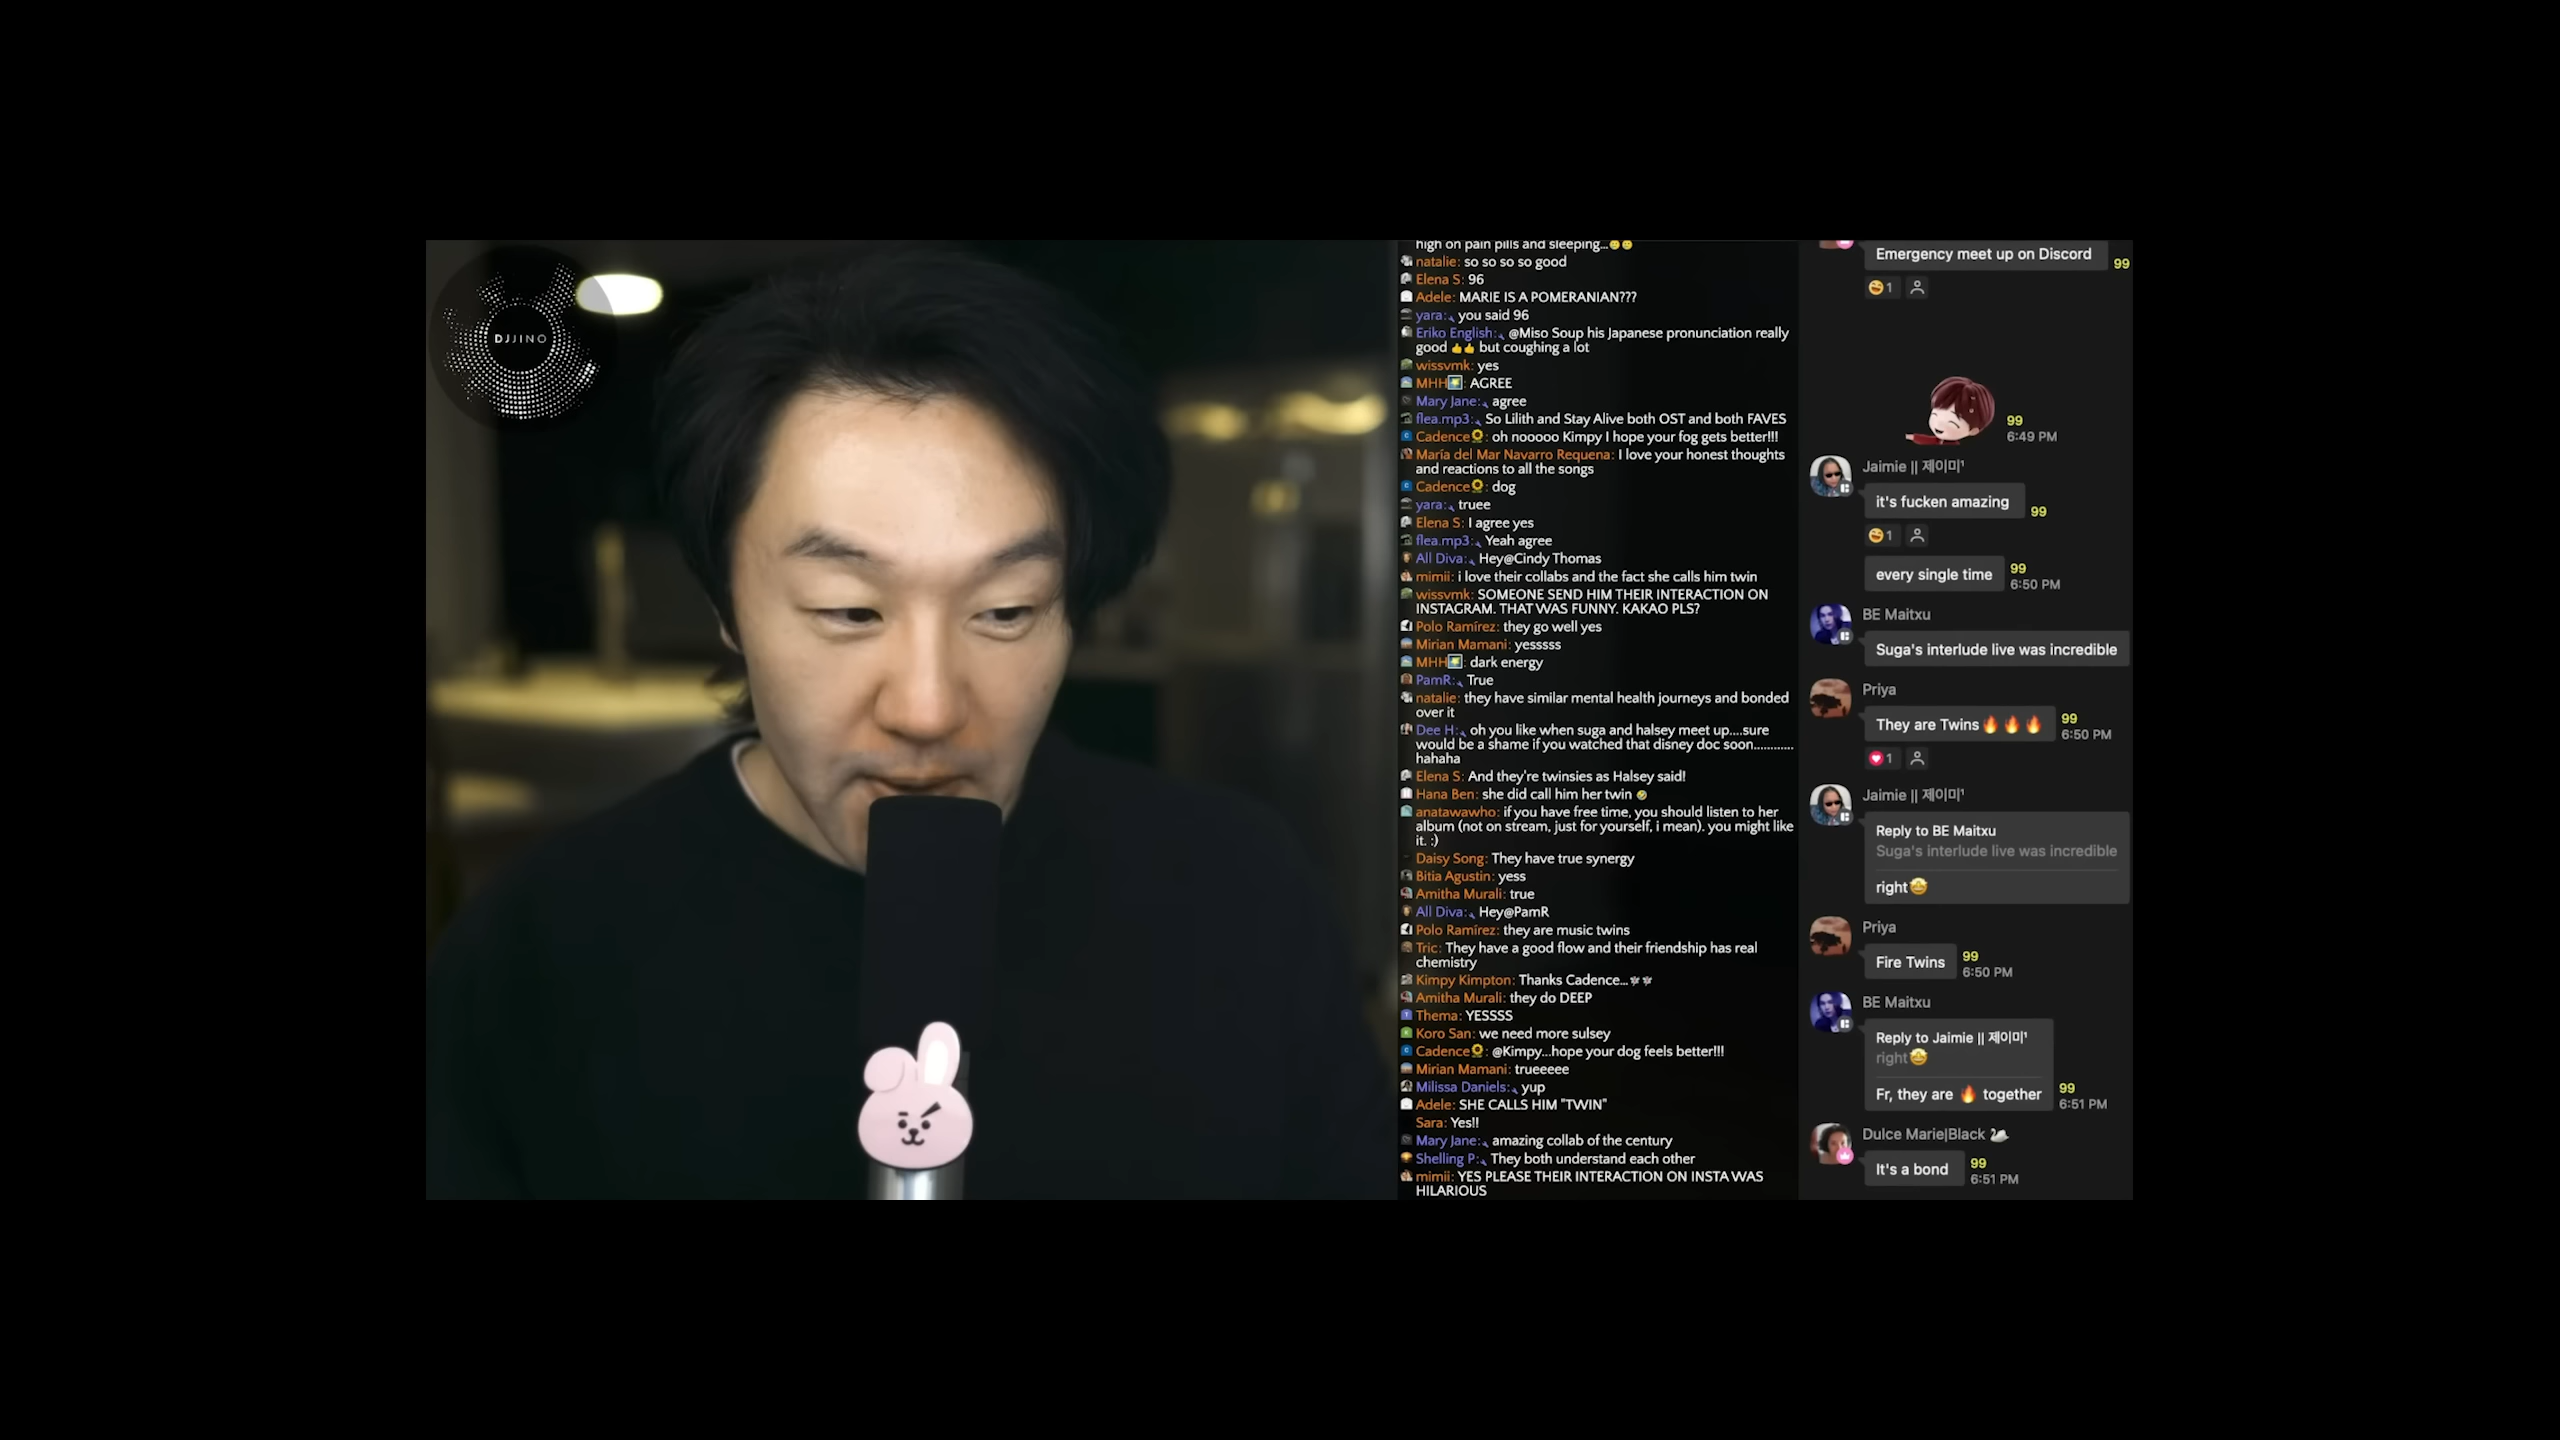 DJJINO
high on pain pills and sleeping...🥲🥲
natalie: so so so so good
Elena S: 96
Adele: MARIE IS A POMERANIAN???
yara: you said 96
Eriko English: @Miso Soup his Japanese pronunciation really
good 👍👍 but coughing a lot
wissvmk: yes
MHH: AGREE
Mary Jane: agree
flea.mp3: So Lilith and Stay Alive both OST and both FAVES
Cadence🌻: oh nooooo Kimpy I hope your fog gets better!!!
María del Mar Navarro Requena: I love your honest thoughts
and reactions to all the songs
Cadence🌻: dog
yara: truee
Elena S: I agree yes
flea.mp3: Yeah agree
All Diva: Hey@Cindy Thomas
mimii: i love their collabs and the fact she calls him twin
wissvmk: SOMEONE SEND HIM THEIR INTERACTION ON
INSTAGRAM. THAT WAS FUNNY. KAKAO PLS?
Polo Ramírez: they go well yes
Mirian Mamani: yesssss
MHH: dark energy
PamR: True
natalie: they have similar mental health journeys and bonded
over it
Dee H: oh you like when suga and halsey meet up....sure
would be a shame if you watched that disney doc soon............
hahaha
Elena S: And they're twinsies as Halsey said!
Hana Ben: she did call him her twin 🤣
anatawawho: if you have free time, you should listen to her
album (not on stream, just for yourself, i mean). you might like
it. :)
Daisy Song: They have true synergy
Bitia Agustin: yess
Amitha Murali: true
All Diva: Hey@PamR
Polo Ramírez: they are music twins
Tric: They have a good flow and their friendship has real
chemistry
Kimpy Kimpton: Thanks Cadence...
Amitha Murali: they do DEEP
Thema: YESSSS
Koro San: we need more sulsey
Cadence🌻: @Kimpy...hope your dog feels better!!!
Mirian Mamani: trueeeee
Milissa Daniels: yup
Adele: SHE CALLS HIM "TWIN"
Sara: Yes!!
Mary Jane: amazing collab of the century
Shelling P: They both understand each other
mimii: YES PLEASE THEIR INTERACTION ON INSTA WAS
HILARIOUS
Emergency meet up on Discord
99
1
99
6:49 PM
Jaimie || 제이미¹
it's fucken amazing
99
1
every single time
99
6:50 PM
BE Maitxu
Suga's interlude live was incredible
Priya
They are Twins🔥🔥🔥
99
6:50 PM
1
Jaimie || 제이미¹
Reply to BE Maitxu
Suga's interlude live was incredible
right🤩
Priya
Fire Twins
99
6:50 PM
BE Maitxu
Reply to Jaimie || 제이미¹
right🤩
Fr, they are 🔥 together
99
6:51 PM
Dulce Marie|Black 🦢
It's a bond
99
6:51 PM